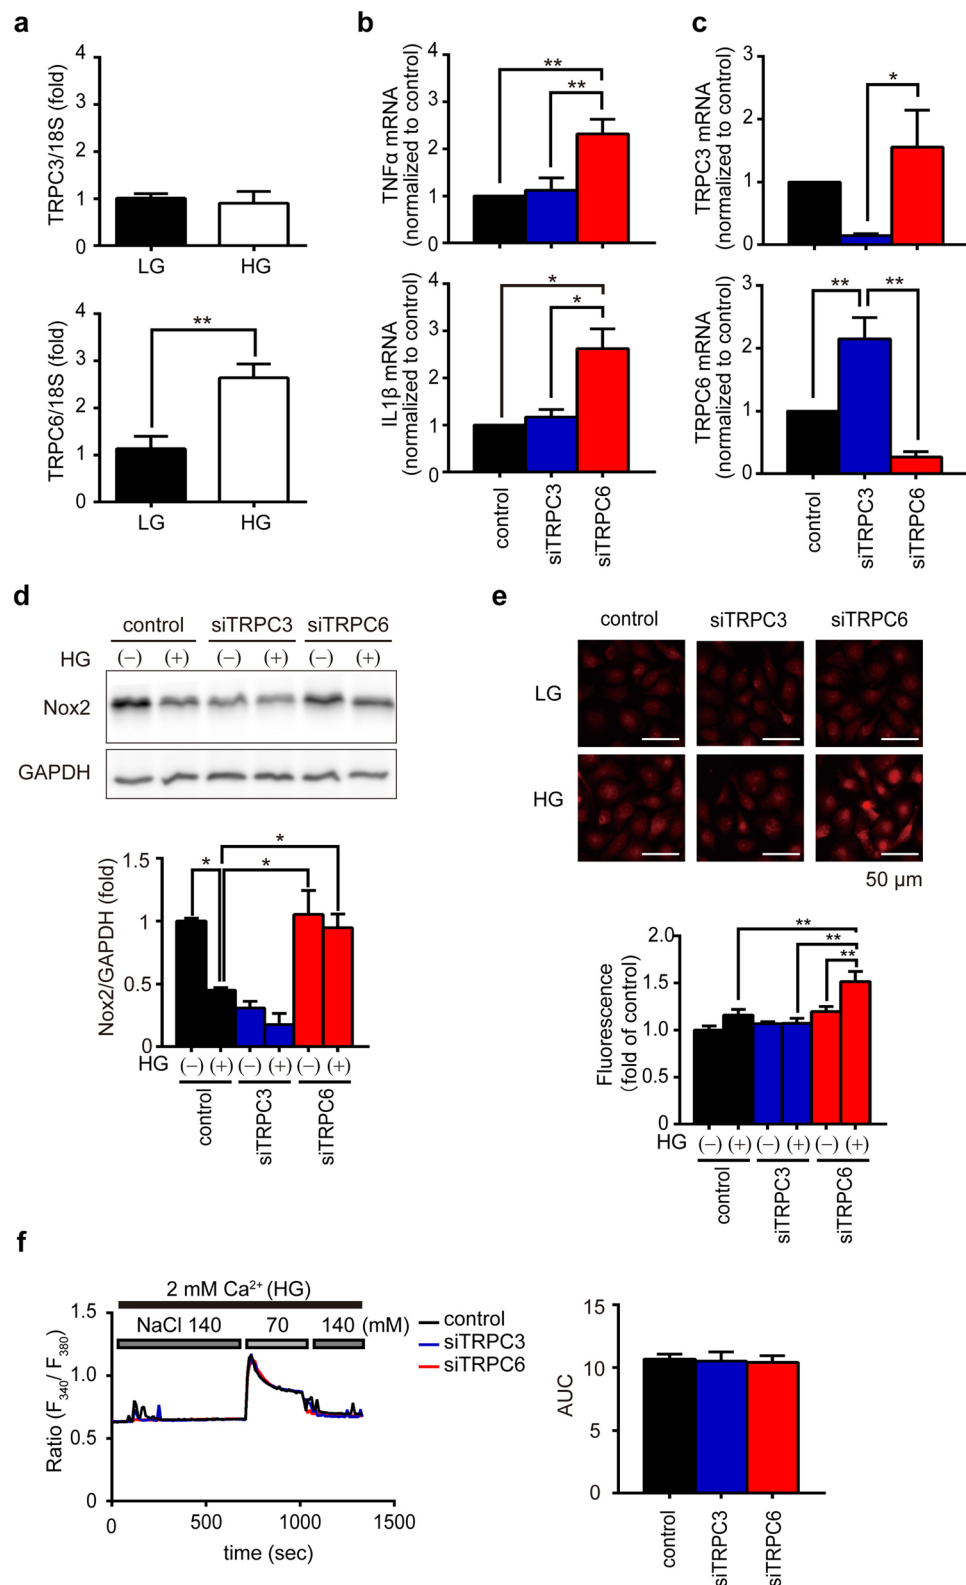 a
TRPC3/18S (fold)
4
3
2
1
0
LG HG
TRPC6/18S (fold)
4
3
2
1
0
**
LG HG
b
TNFα mRNA
(normalized to control)
4
3
2
1
0
**
**
IL1β mRNA
(normalized to control)
4
3
2
1
0
*
*
control
siTRPC3
siTRPC6
c
TRPC3 mRNA
(normalized to control)
3
2
1
0
*
TRPC6 mRNA
(normalized to control)
3
2
1
0
** **
control
siTRPC3
siTRPC6
d
control siTRPC3 siTRPC6
HG (−) (+) (−) (+) (−) (+)
Nox2
GAPDH
Nox2/GAPDH (fold)
1.5
1
0.5
0
*
* *
HG (−) (+) (−) (+) (−) (+)
control
siTRPC3
siTRPC6
e
control siTRPC3 siTRPC6
LG
HG
50 μm
Fluorescence
(fold of control)
2.0
1.5
1.0
0.5
0
**
**
**
HG (−) (+) (−) (+) (−) (+)
control
siTRPC3
siTRPC6
f
2 mM Ca²⁺ (HG)
NaCl 140 70 140 (mM)
control
siTRPC3
siTRPC6
Ratio (F₃₄₀/ F₃₈₀)
1.5
1.0
0.5
0
0 500 1000 1500
time (sec)
AUC
15
10
5
0
control
siTRPC3
siTRPC6